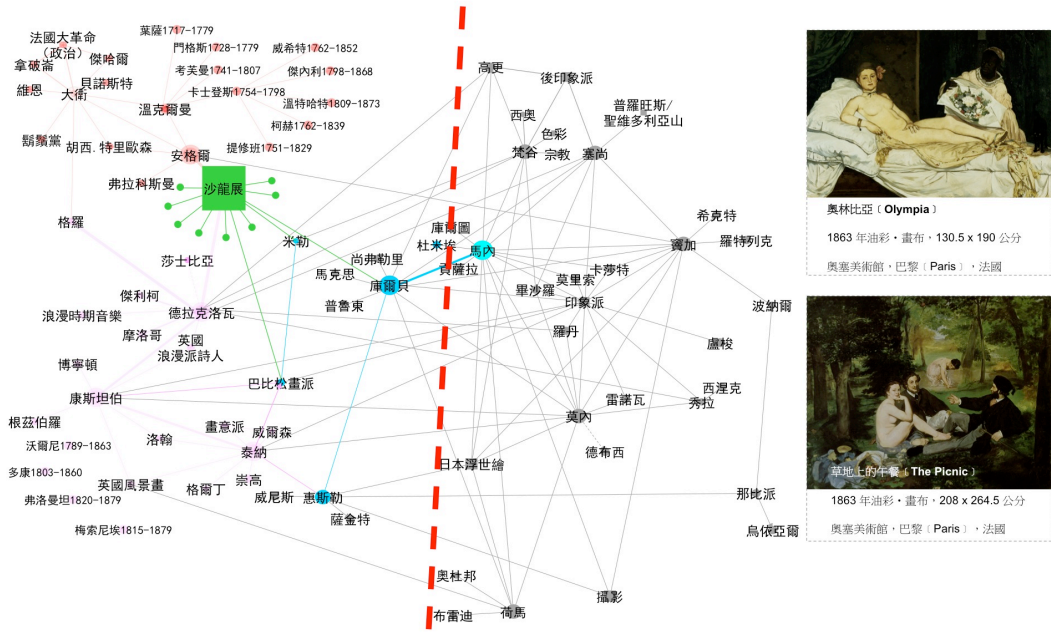 葉薩1717-1779
法國大革命
（政治）
傑哈爾
門格斯1728-1779
威希特1762-1852
拿破崙
考芙曼1741-1807
傑內利1798-1868
貝諾斯特
維恩
大衛
卡士登斯1754-1798
溫克爾曼
溫特哈特1809-1873
柯赫1762-1839
鬍鬚黨
胡西.特里歐森
提修班1751-1829
安格爾
弗拉科斯曼
沙龍展
格羅
米勒
莎士比亞
尚弗勒里
馬克思
庫爾貝
普魯東
傑利柯
浪漫時期音樂
德拉克洛瓦
摩洛哥
英國
浪漫派詩人
博寧頓
巴比松畫派
康斯坦伯
根茲伯羅
畫意派
威爾森
沃爾尼1789-1863
洛翰
泰納
多康1803-1860
英國風景畫
崇高
格爾丁
威尼斯
惠斯勒
弗洛曼坦1820-1879
薩金特
梅索尼埃1815-1879
高更
後印象派
西奧
普羅旺斯/
聖維多利亞山
色彩
梵谷
宗教
塞尚
庫爾圖
杜米埃
馬內
貢薩拉
希克特
竇加
羅特列克
卡莎特
莫里索
畢沙羅
印象派
波納爾
羅丹
盧梭
西涅克
雷諾瓦
秀拉
莫內
德布西
日本浮世繪
那比派
烏依亞爾
奧杜邦
攝影
布雷迪
荷馬
奧林比亞﹝Olympia﹞
1863 年油彩・畫布，130.5 x 190 公分
奧塞美術館，巴黎﹝Paris﹞，法國
草地上的午餐﹝The Picnic﹞
1863 年油彩・畫布，208 x 264.5 公分
奧塞美術館，巴黎﹝Paris﹞，法國